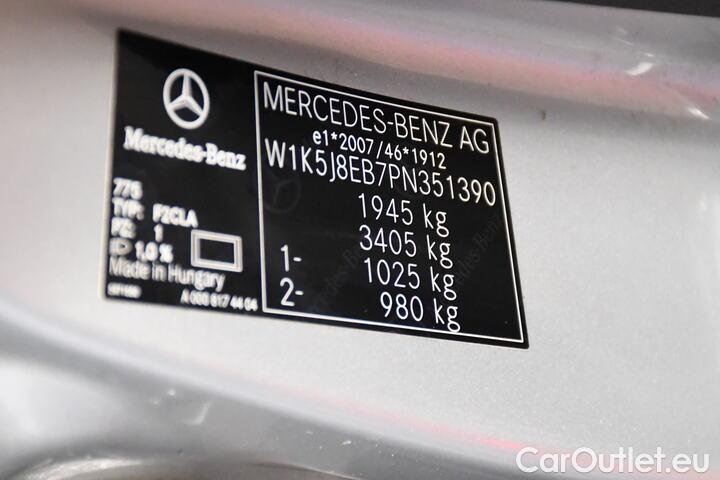 Mercedes-Benz
775
TYP: F2CLA
PZ: 1
1,0 %
Made in Hungary
A 000 817 44 04
MERCEDES-BENZ AG
e1*2007/46*1912
W1K5J8EB7PN351390
1945 kg
3405 kg
1- 1025 kg
2- 980 kg
CarOutlet.eu